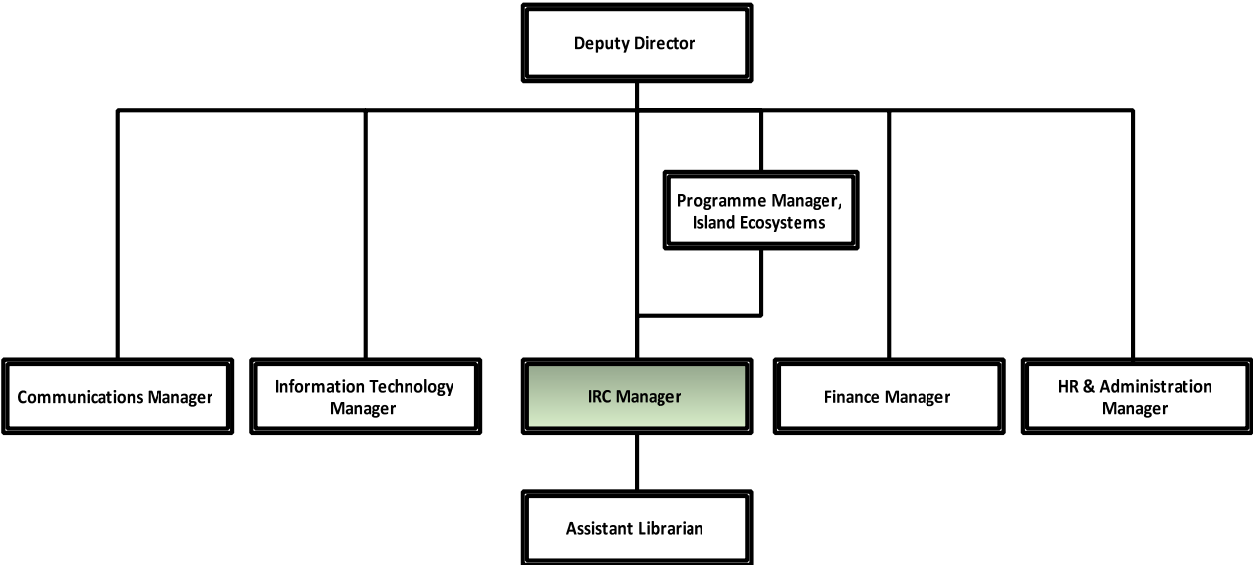 Deputy Director
Programme Manager,
Island Ecosystems
Communications Manager
Information Technology
Manager
IRC Manager
Finance Manager
HR & Administration
Manager
Assistant Librarian